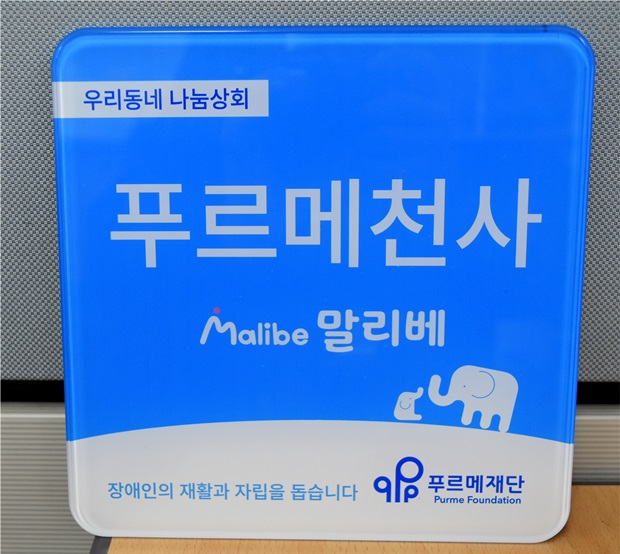 우리동네 나눔상회
푸르메천사
Malibe 말리베
장애인의 재활과 자립을 돕습니다
푸르메재단
Purme Foundation